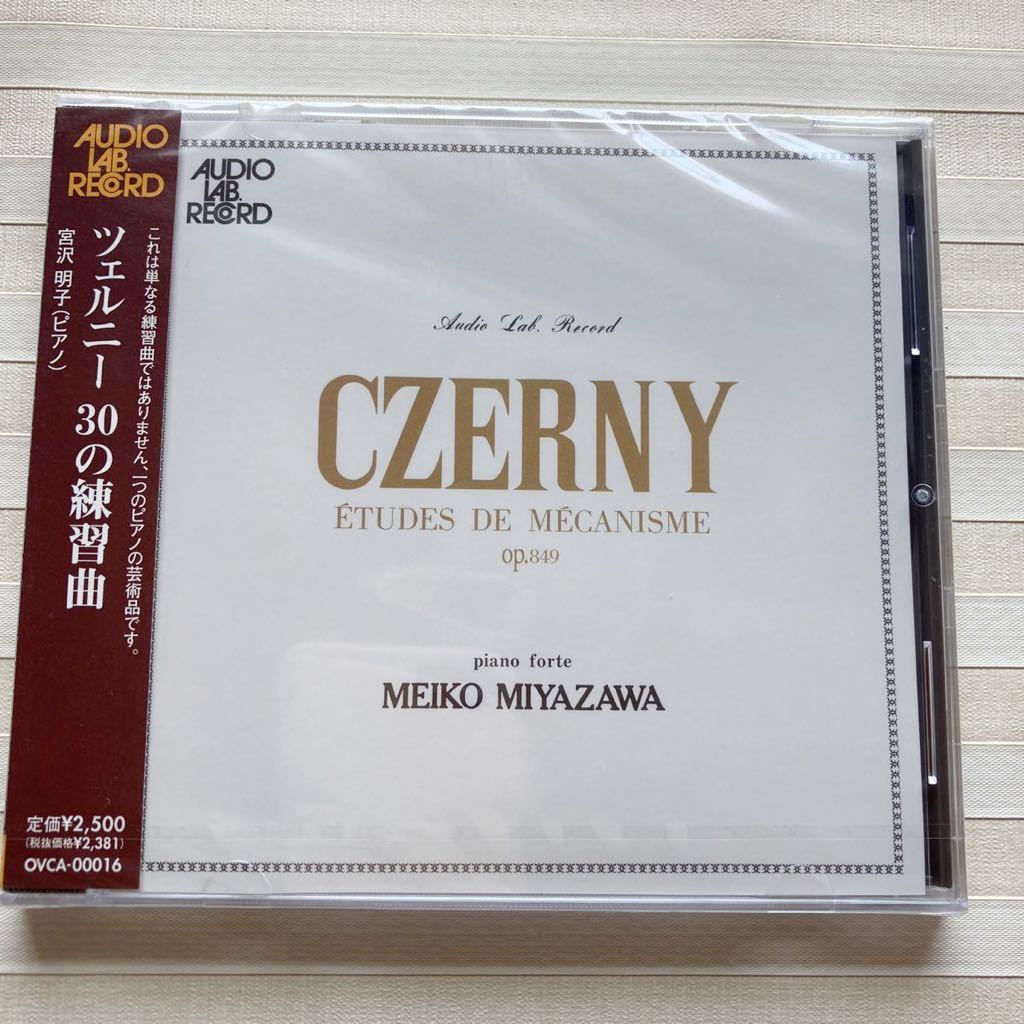 AUDIO
LAB.
RECORD
これは単なる練習曲ではありません、一つのピアノの芸術品です。
ツェルニー 30の練習曲
宮沢 明子(ピアノ)
定価¥2,500
(税抜価格¥2,381)
OVCA-00016
AUDIO
LAB.
RECORD
Audio Lab. Record
CZERNY
ÉTUDES DE MÉCANISME
op.849
piano forte
MEIKO MIYAZAWA